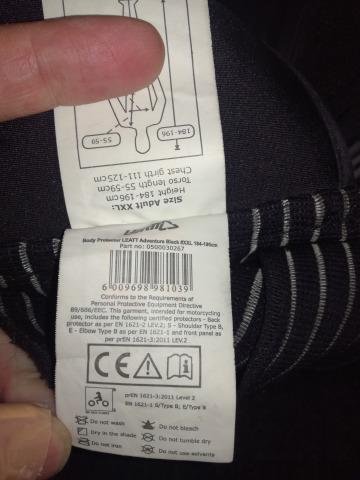 55-59
184-196
Size Adult XXL:
Height 184-196cm
Torso length 55-59cm
Chest girth 111-125cm
Body Protector LEATT Adventure Black #XXL 184-196cm
Part no: 0500030267
6 009698 981039
Conforms to the Requirements of
Personal Protective Equipment Directive
89/686/EEC. This garment, intended for motorcycling
use, includes the following certified protectors - Back
protector as per EN 1621-2 LEV.2; S - Shoulder Type B,
E - Elbow Type B as per EN 1621-1 and front panel as
per prEN 1621-3:2011 LEV.2
CE
prEN 1621-3:2011 Level 2
EN 1621-1 S/Type B; E/Type B
Do not wash
Do not bleach
Dry in the shade
Do not tumble dry
Do not iron
Do not use solvents